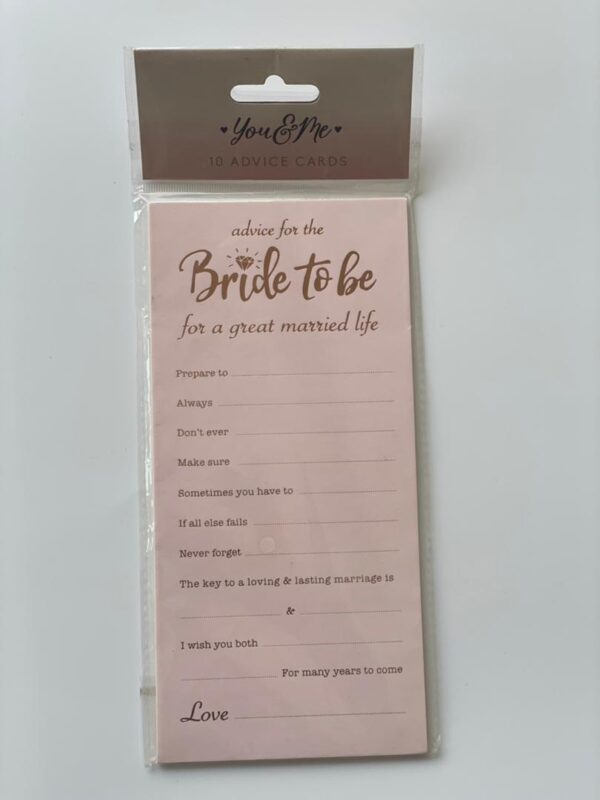 You & Me
10 ADVICE CARDS
advice for the
Bride to be
for a great married life
Prepare to
Always
Don't ever
Make sure
Sometimes you have to
If all else fails
Never forget
The key to a loving & lasting marriage is
&
I wish you both
For many years to come
Love